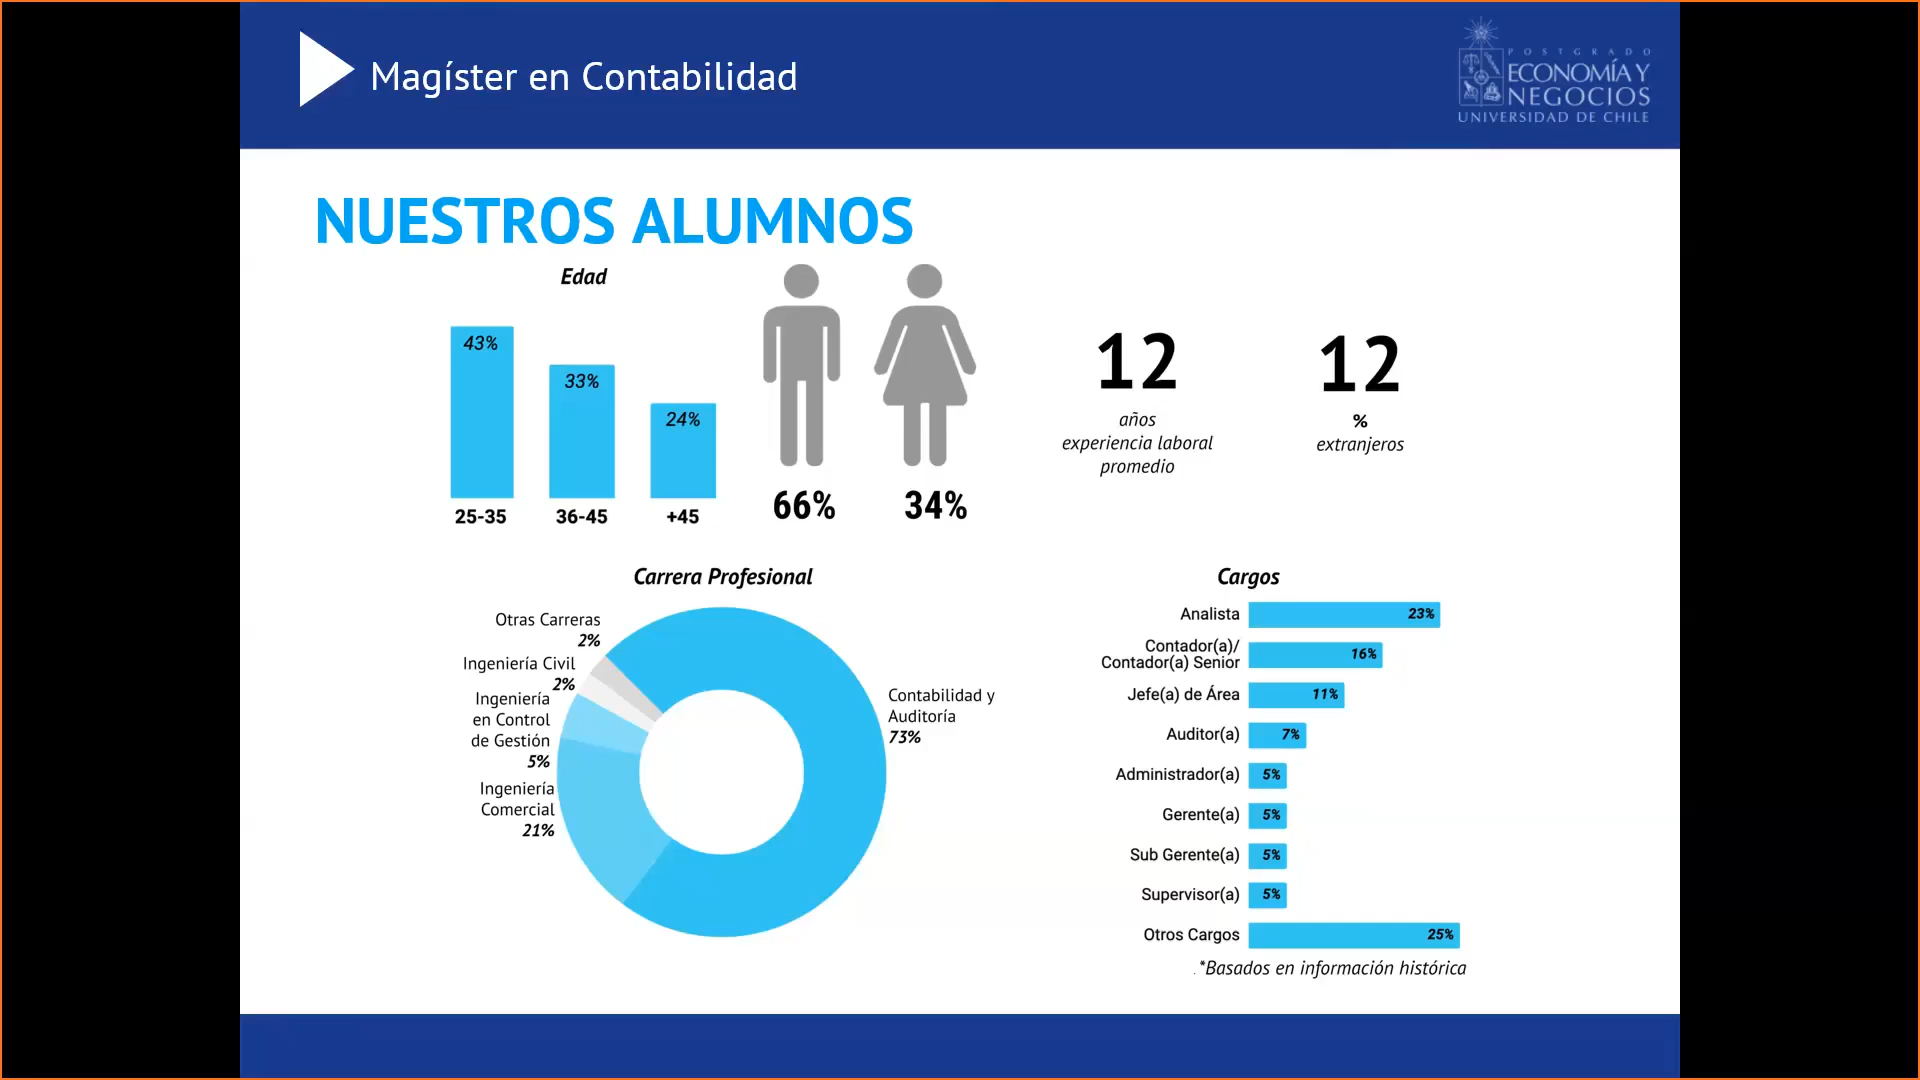 Magíster en Contabilidad
POSTGRADO
ECONOMÍA Y
NEGOCIOS
UNIVERSIDAD DE CHILE
NUESTROS ALUMNOS
Edad
43%
33%
24%
25-35
36-45
+45
66%
34%
12
años
experiencia laboral
promedio
12
%
extranjeros
Carrera Profesional
Otras Carreras
2%
Ingeniería Civil
2%
Ingeniería
en Control
de Gestión
5%
Ingeniería
Comercial
21%
Contabilidad y
Auditoría
73%
Cargos
Analista 23%
Contador(a)/
Contador(a) Senior 16%
Jefe(a) de Área 11%
Auditor(a) 7%
Administrador(a) 5%
Gerente(a) 5%
Sub Gerente(a) 5%
Supervisor(a) 5%
Otros Cargos 25%
.*Basados en información histórica